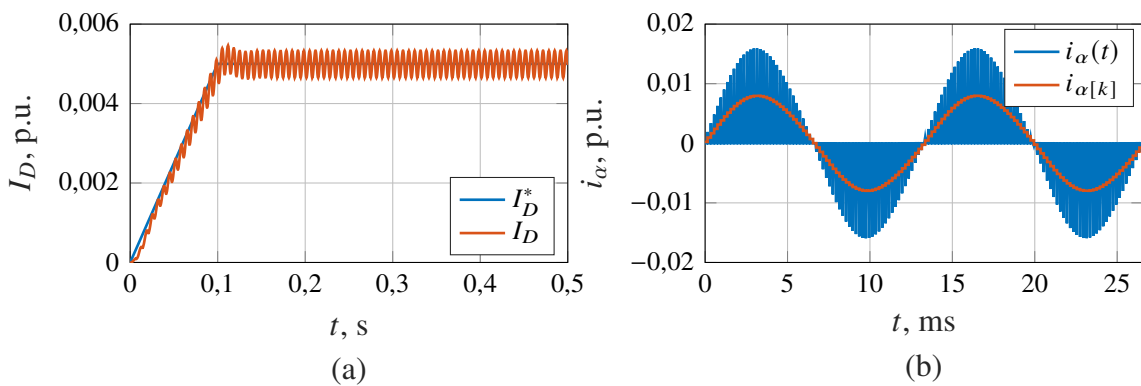 0,006
0,004
0,002
0
I_D, p.u.
I_D^*
I_D
0 0,1 0,2 0,3 0,4 0,5
t, s
(a)
0,02
0,01
0
−0,01
−0,02
i_α, p.u.
i_α(t)
i_α[k]
0 5 10 15 20 25
t, ms
(b)